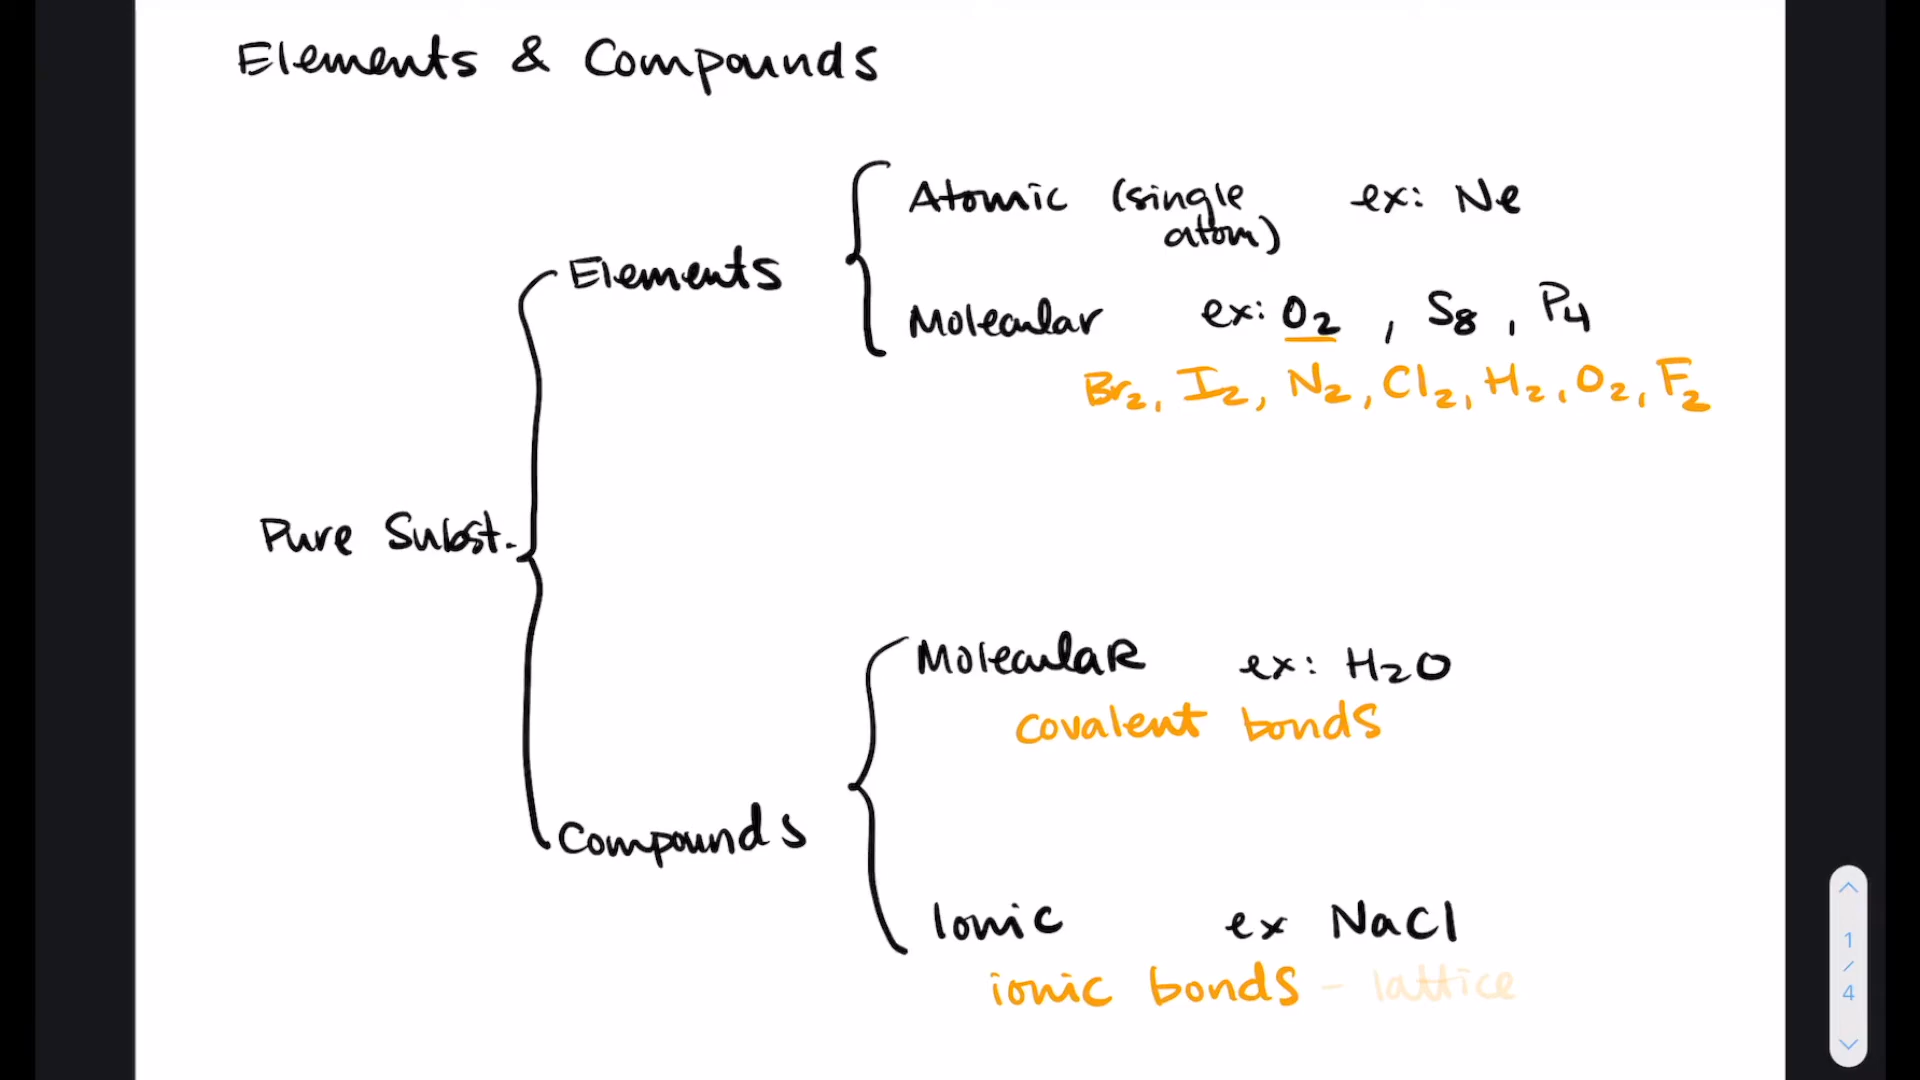 Elements & Compounds
Atomic (single atom) ex: Ne
Elements
Molecular ex: O2 , S8 , P4
Br2, I2, N2, Cl2, H2, O2, F2
Pure Subst.
Molecular ex: H2O
covalent bonds
Compounds
Ionic ex NaCl
ionic bonds - lattice
1
/
4